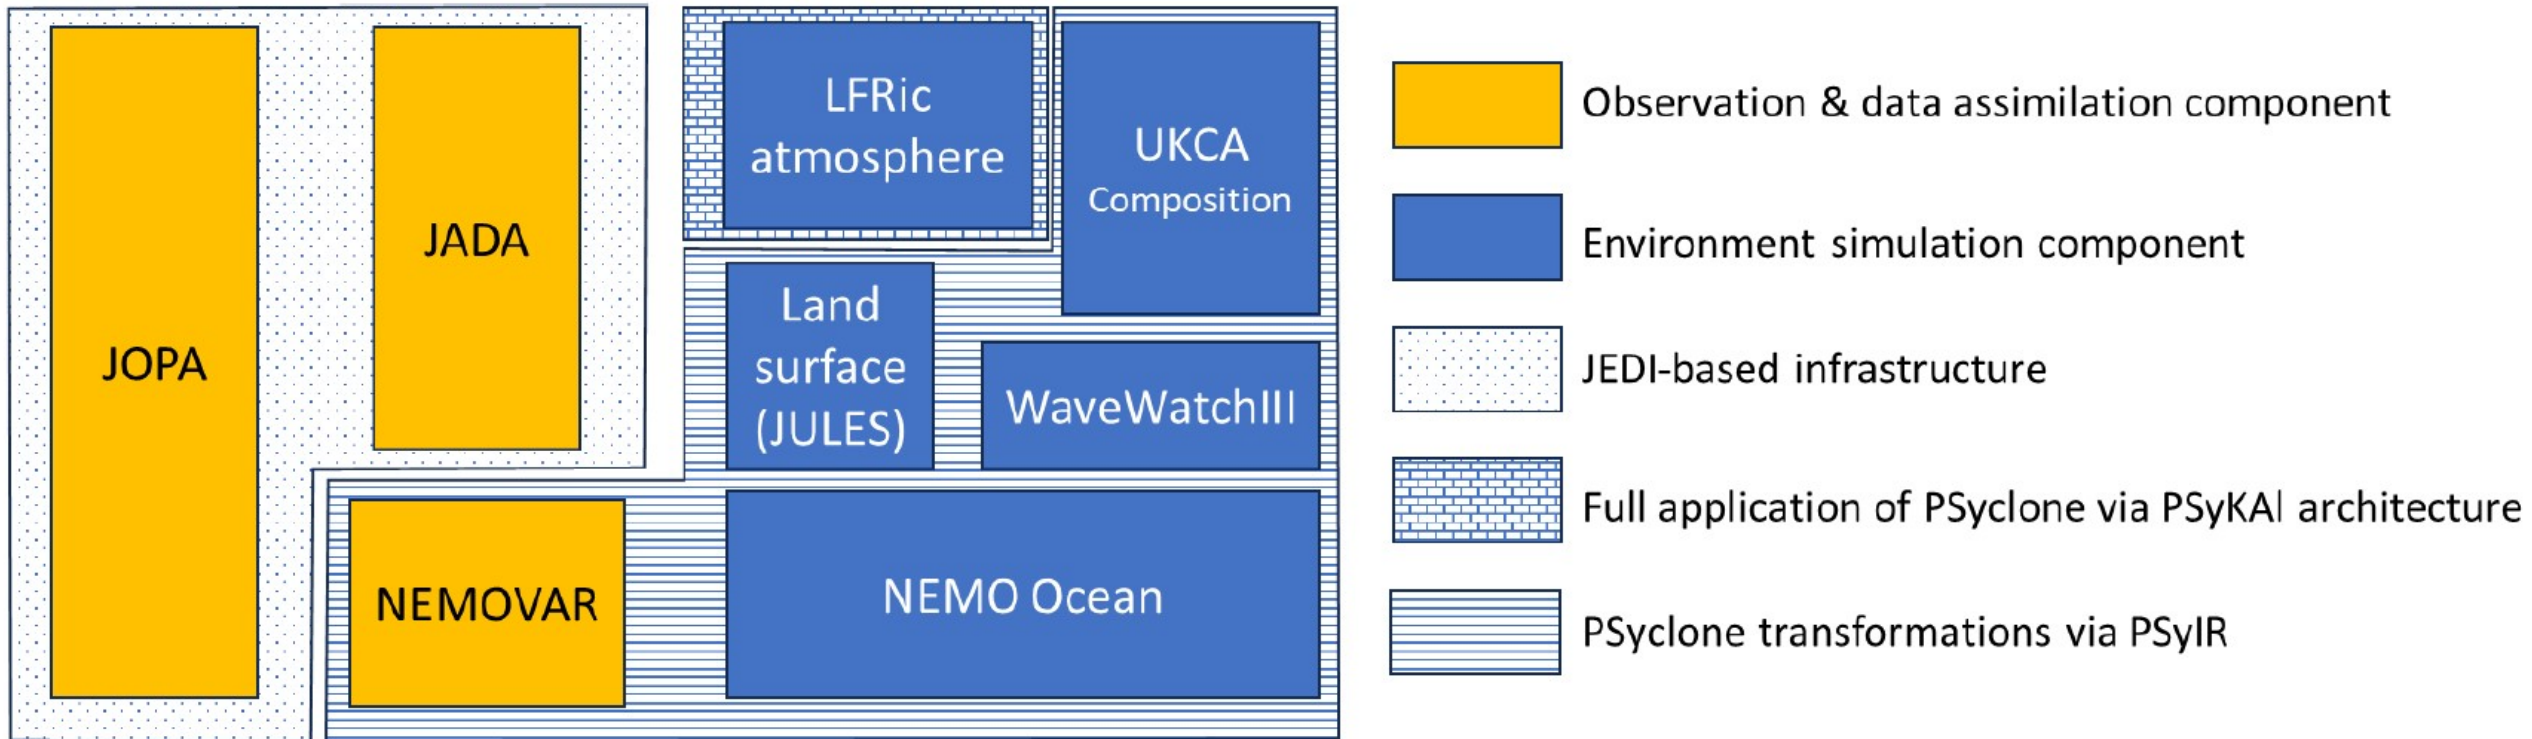 JOPA
JADA
LFRic
atmosphere
UKCA
Composition
Land
surface
(JULES)
WaveWatchIII
NEMOVAR
NEMO Ocean
Observation & data assimilation component
Environment simulation component
JEDI-based infrastructure
Full application of PSyclone via PSyKAl architecture
PSyclone transformations via PSyIR